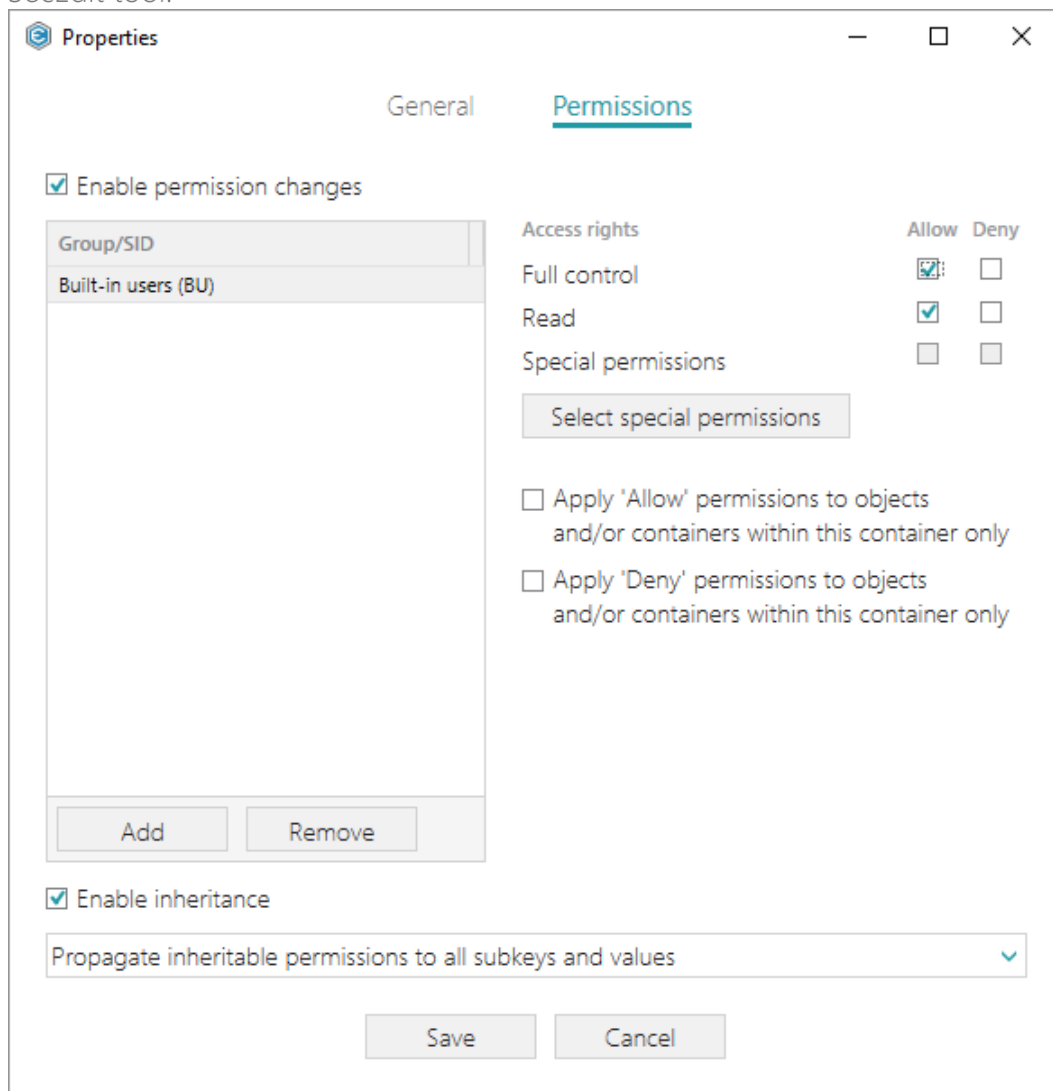 Properties
General Permissions
Enable permission changes
Group/SID
Built-in users (BU)
Add Remove
Access rights Allow Deny
Full control
Read
Special permissions
Select special permissions
Apply 'Allow' permissions to objects
and/or containers within this container only
Apply 'Deny' permissions to objects
and/or containers within this container only
Enable inheritance
Propagate inheritable permissions to all subkeys and values
Save Cancel